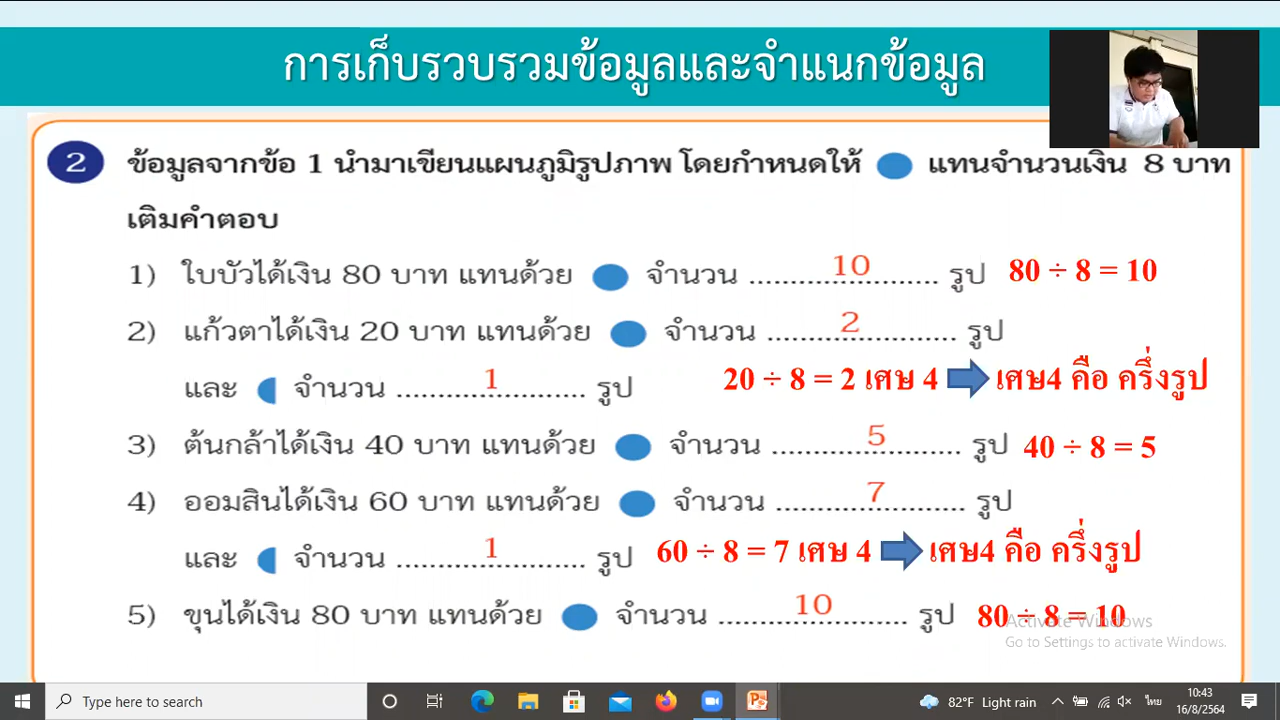 การเก็บรวบรวมข้อมูลและจำแนกข้อมูล
2 ข้อมูลจากข้อ 1 นำมาเขียนแผนภูมิรูปภาพ โดยกำหนดให้ แทนจำนวนเงิน 8 บาท
เติมคำตอบ
1) ใบบัวได้เงิน 80 บาท แทนด้วย จำนวน ......10...... รูป 80 ÷ 8 = 10
2) แก้วตาได้เงิน 20 บาท แทนด้วย จำนวน ......2...... รูป
และ จำนวน ......1...... รูป 20 ÷ 8 = 2 เศษ 4 เศษ4 คือ ครึ่งรูป
3) ต้นกล้าได้เงิน 40 บาท แทนด้วย จำนวน ......5...... รูป 40 ÷ 8 = 5
4) ออมสินได้เงิน 60 บาท แทนด้วย จำนวน ......7...... รูป
และ จำนวน ......1...... รูป 60 ÷ 8 = 7 เศษ 4 เศษ4 คือ ครึ่งรูป
5) ขุนได้เงิน 80 บาท แทนด้วย จำนวน ......10...... รูป 80 ÷ 8 = 10
Activate Windows
Go to Settings to activate Windows.
Type here to search
82°F Light rain
ไทย
10:43
16/8/2564